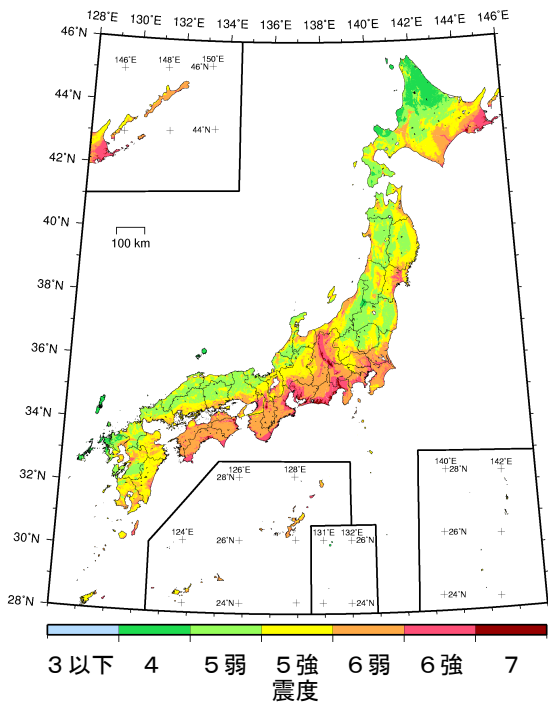 128°E 130°E 132°E 134°E 136°E 138°E 140°E 142°E 144°E 146°E
46°N
146°E 148°E 150°E
46°N
44°N
44°N
42°N
40°N
100 km
38°N
36°N
34°N
32°N
126°E 128°E
28°N
140°E 142°E
28°N
30°N
124°E
26°N
131°E 132°E
26°N
26°N
28°N
24°N
24°N
24°N
3以下 4 5弱 5強 6弱 6強 7
震度